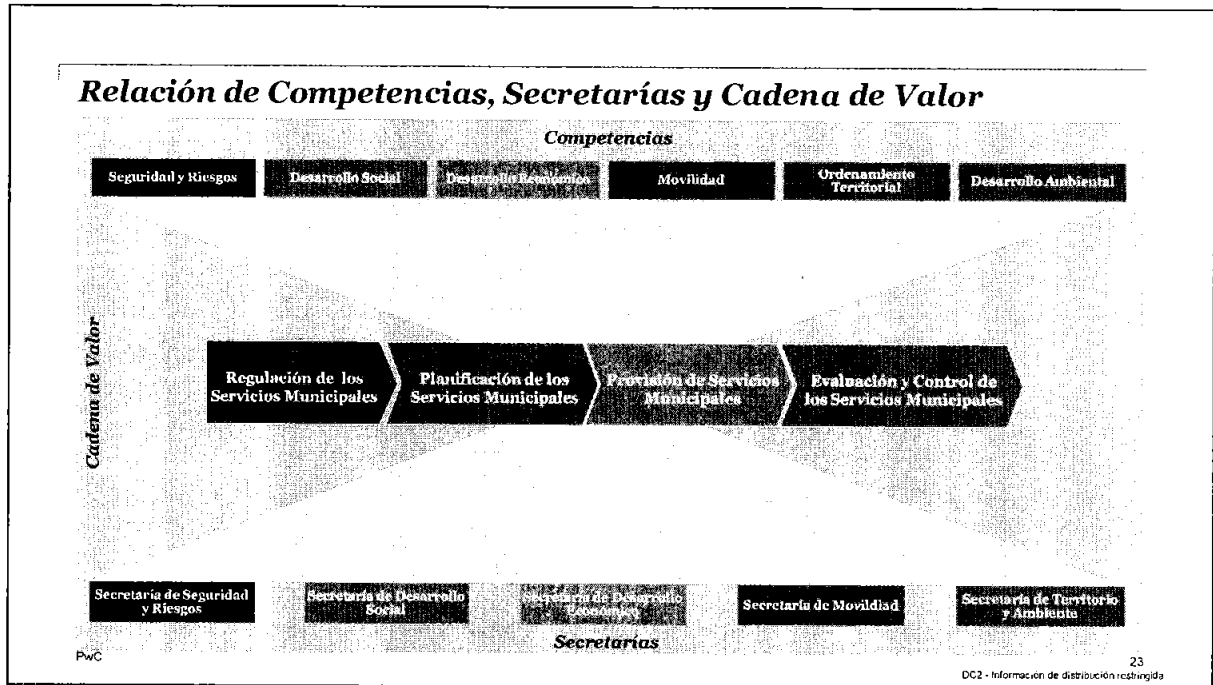 Relación de Competencias, Secretarías y Cadena de Valor
Competencias
Seguridad y Riesgos
Desarrollo Social
Desarrollo Económico
Movilidad
Ordenamiento
Territorial
Desarrollo Ambiental
Cadena de Valor
Regulación de los
Servicios Municipales
Planificación de los
Servicios Municipales
Provisión de Servicios
Municipales
Evaluación y Control de
los Servicios Municipales
Secretaría de Seguridad
y Riesgos
Secretaría de Desarrollo
Social
Secretaría de Desarrollo
Económico
Secretaría de Movildiad
Secretaría de Territorio
y Ambiente
Secretarías
PwC
23
DC2 - Información de distribución restringida